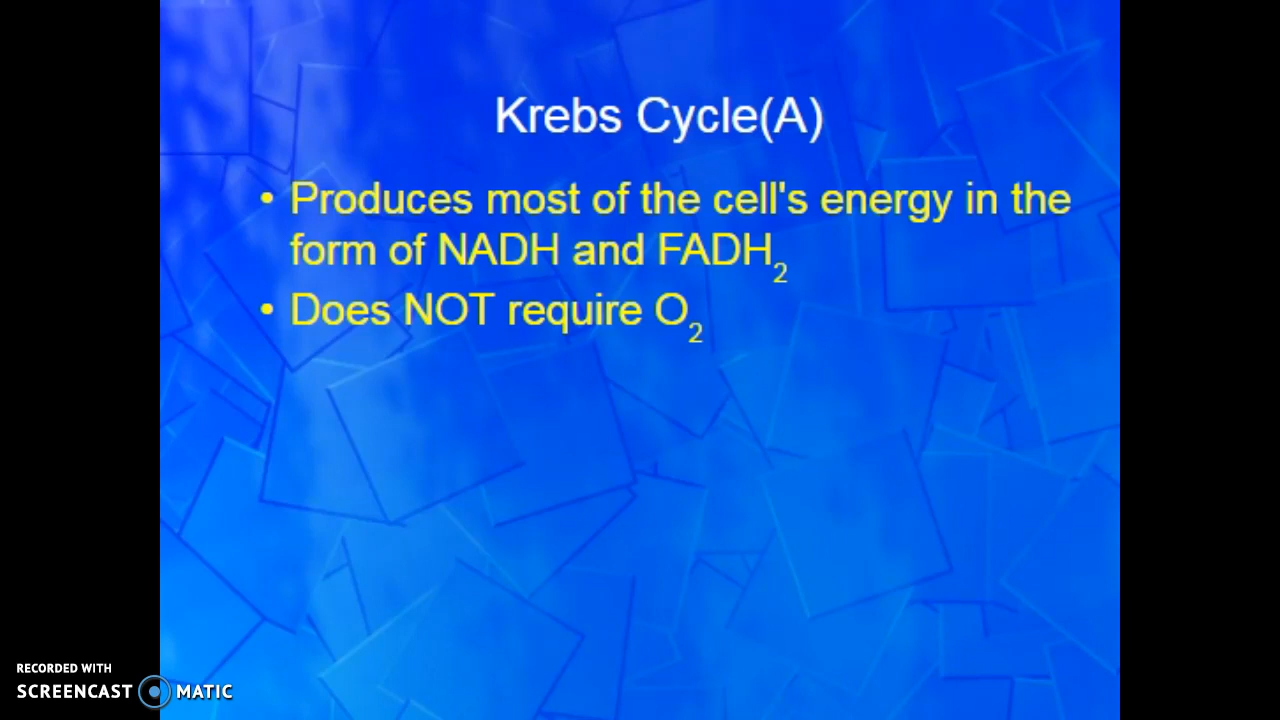 Krebs Cycle(A)
• Produces most of the cell's energy in the
form of NADH and FADH₂
• Does NOT require O₂
RECORDED WITH
SCREENCAST MATIC